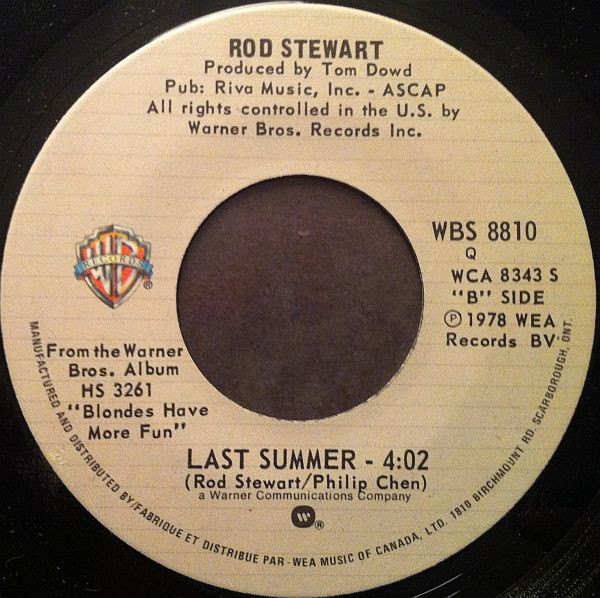 ROD STEWART
Produced by Tom Dowd
Pub: Riva Music, Inc. - ASCAP
All rights controlled in the U.S. by
Warner Bros. Records Inc.
WBS 8810
Q
WCA 8343 S
"B" SIDE
℗ 1978 WEA
Records BV
WB
RECORDS
®
From the Warner
Bros. Album
HS 3261
"Blondes Have
More Fun"
LAST SUMMER - 4:02
(Rod Stewart/Philip Chen)
a Warner Communications Company
®
MANUFACTURED AND DISTRIBUTED BY/FABRIQUE ET DISTRIBUE PAR - WEA MUSIC OF CANADA, LTD. 1810 BIRCHMOUNT RD. SCARBOROUGH, ONT.